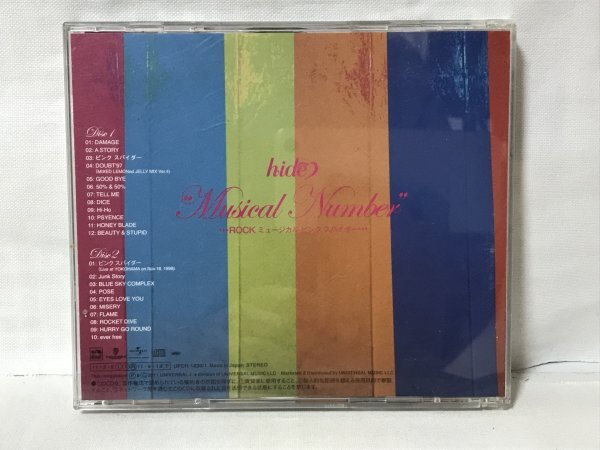 Disc 1
01: DAMAGE
02: A STORY
03: ピンク スパイダー
04: DOUBT'97
(MIXED LEMONed JELLY MIX Ver.II)
05: GOOD BYE
06: 50% & 50%
07: TELL ME
08: DICE
09: Hi-Ho
10: PSYENCE
11: HONEY BLADE
12: BEAUTY & STUPID
Disc 2
01: ピンク スパイダー
(Live at YOKOHAMA on Nov 18, 1998)
02: Junk Story
03: BLUE SKY COMPLEX
04: POSE
05: EYES LOVE YOU
06: MISERY
07: FLAME
08: ROCKET DIVE
09: HURRY GO ROUND
10: ever free
hide
"Musical Number"
ROCK ミュージカル ピンク スパイダー
Made in Japan STEREO